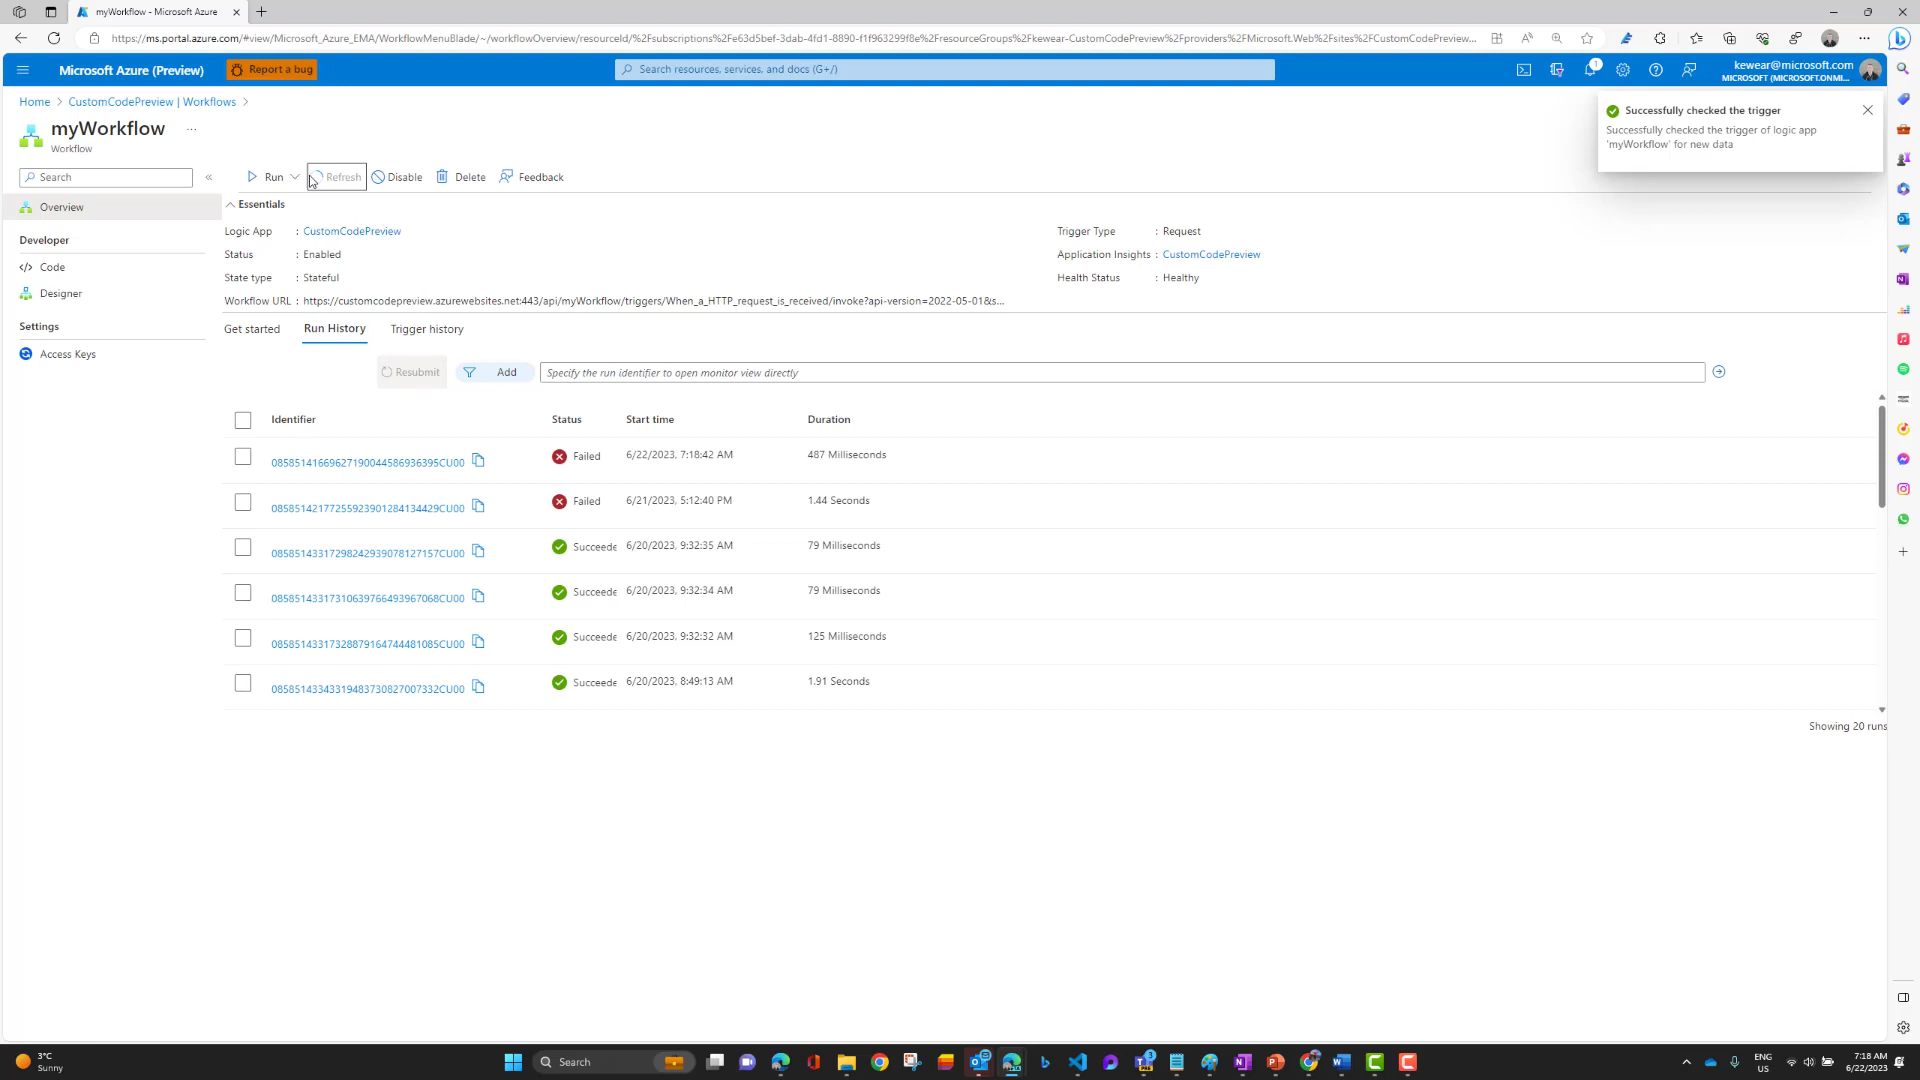 myWorkflow - Microsoft Azure
https://ms.portal.azure.com/#view/Microsoft_Azure_EMA/WorkflowMenuBlade/~/workflowOverview/resourceId/%2Fsubscriptions%2Fe63d5bef-3dab-4fd1-8890-f1f963299f8e%2FresourceGroups%2Fkewear-CustomCodePreview%2Fproviders%2FMicrosoft.Web%2Fsites%2FCustomCodePreview...
Microsoft Azure (Preview)
Report a bug
Search resources, services, and docs (G+/)
1
kewear@microsoft.com
MICROSOFT (MICROSOFT.ONMI...
Home > CustomCodePreview | Workflows >
Successfully checked the trigger
Successfully checked the trigger of logic app
'myWorkflow' for new data
myWorkflow ...
Workflow
Search
«
Run
Refresh
Disable
Delete
Feedback
Overview
Developer
Code
Designer
Settings
Access Keys
Essentials
Logic App : CustomCodePreview
Status : Enabled
State type : Stateful
Workflow URL : https://customcodepreview.azurewebsites.net:443/api/myWorkflow/triggers/When_a_HTTP_request_is_received/invoke?api-version=2022-05-01&s...
Trigger Type : Request
Application Insights : CustomCodePreview
Health Status : Healthy
Get started
Run History
Trigger history
Resubmit
Add
Specify the run identifier to open monitor view directly
Identifier Status Start time Duration
08585141669627190044586936395CU00 Failed 6/22/2023, 7:18:42 AM 487 Milliseconds
08585142177255923901284134429CU00 Failed 6/21/2023, 5:12:40 PM 1.44 Seconds
08585143317298242939078127157CU00 Succeede 6/20/2023, 9:32:35 AM 79 Milliseconds
08585143317310639766493967068CU00 Succeede 6/20/2023, 9:32:34 AM 79 Milliseconds
08585143317328879164744481085CU00 Succeede 6/20/2023, 9:32:32 AM 125 Milliseconds
08585143343319483730827007332CU00 Succeede 6/20/2023, 8:49:13 AM 1.91 Seconds
Showing 20 runs
3°C
Sunny
Search
ENG
US
7:18 AM
6/22/2023